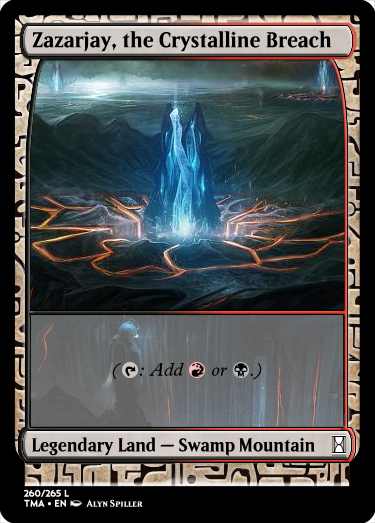 Zazarjay, the Crystalline Breach
(T: Add R or B.)
Legendary Land — Swamp Mountain
260/265 L
TMA • EN Alyn Spiller